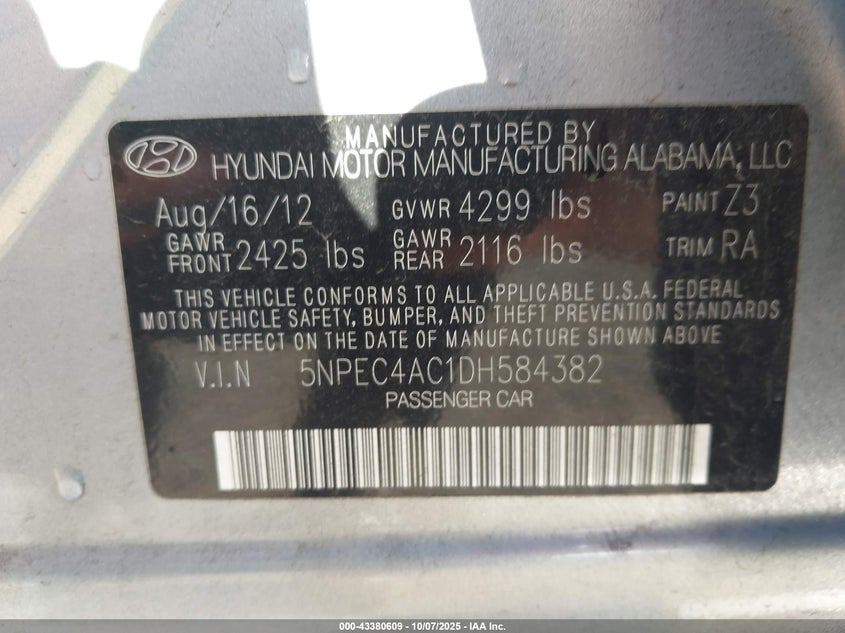 MANUFACTURED BY
HYUNDAI MOTOR MANUFACTURING ALABAMA, LLC
Aug/16/12 GVWR 4299 lbs PAINT Z3
GAWR FRONT 2425 lbs GAWR REAR 2116 lbs TRIM RA
THIS VEHICLE CONFORMS TO ALL APPLICABLE U.S.A. FEDERAL
MOTOR VEHICLE SAFETY, BUMPER, AND THEFT PREVENTION STANDARDS
IN EFFECT ON THE DATE OF MANUFACTURE SHOWN ABOVE
V.I.N 5NPEC4AC1DH584382
PASSENGER CAR
000-43380609 - 10/07/2025 - IAA Inc.